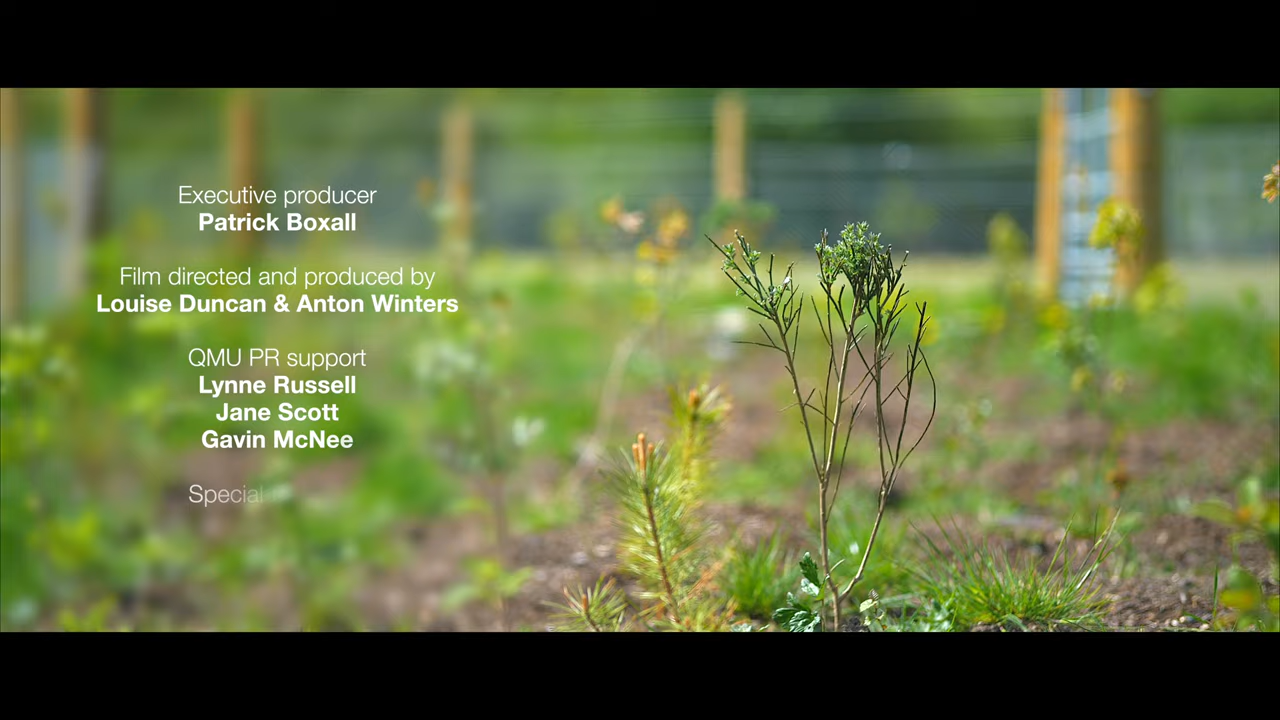 Executive producer
Patrick Boxall
Film directed and produced by
Louise Duncan & Anton Winters
QMU PR support
Lynne Russell
Jane Scott
Gavin McNee
Special